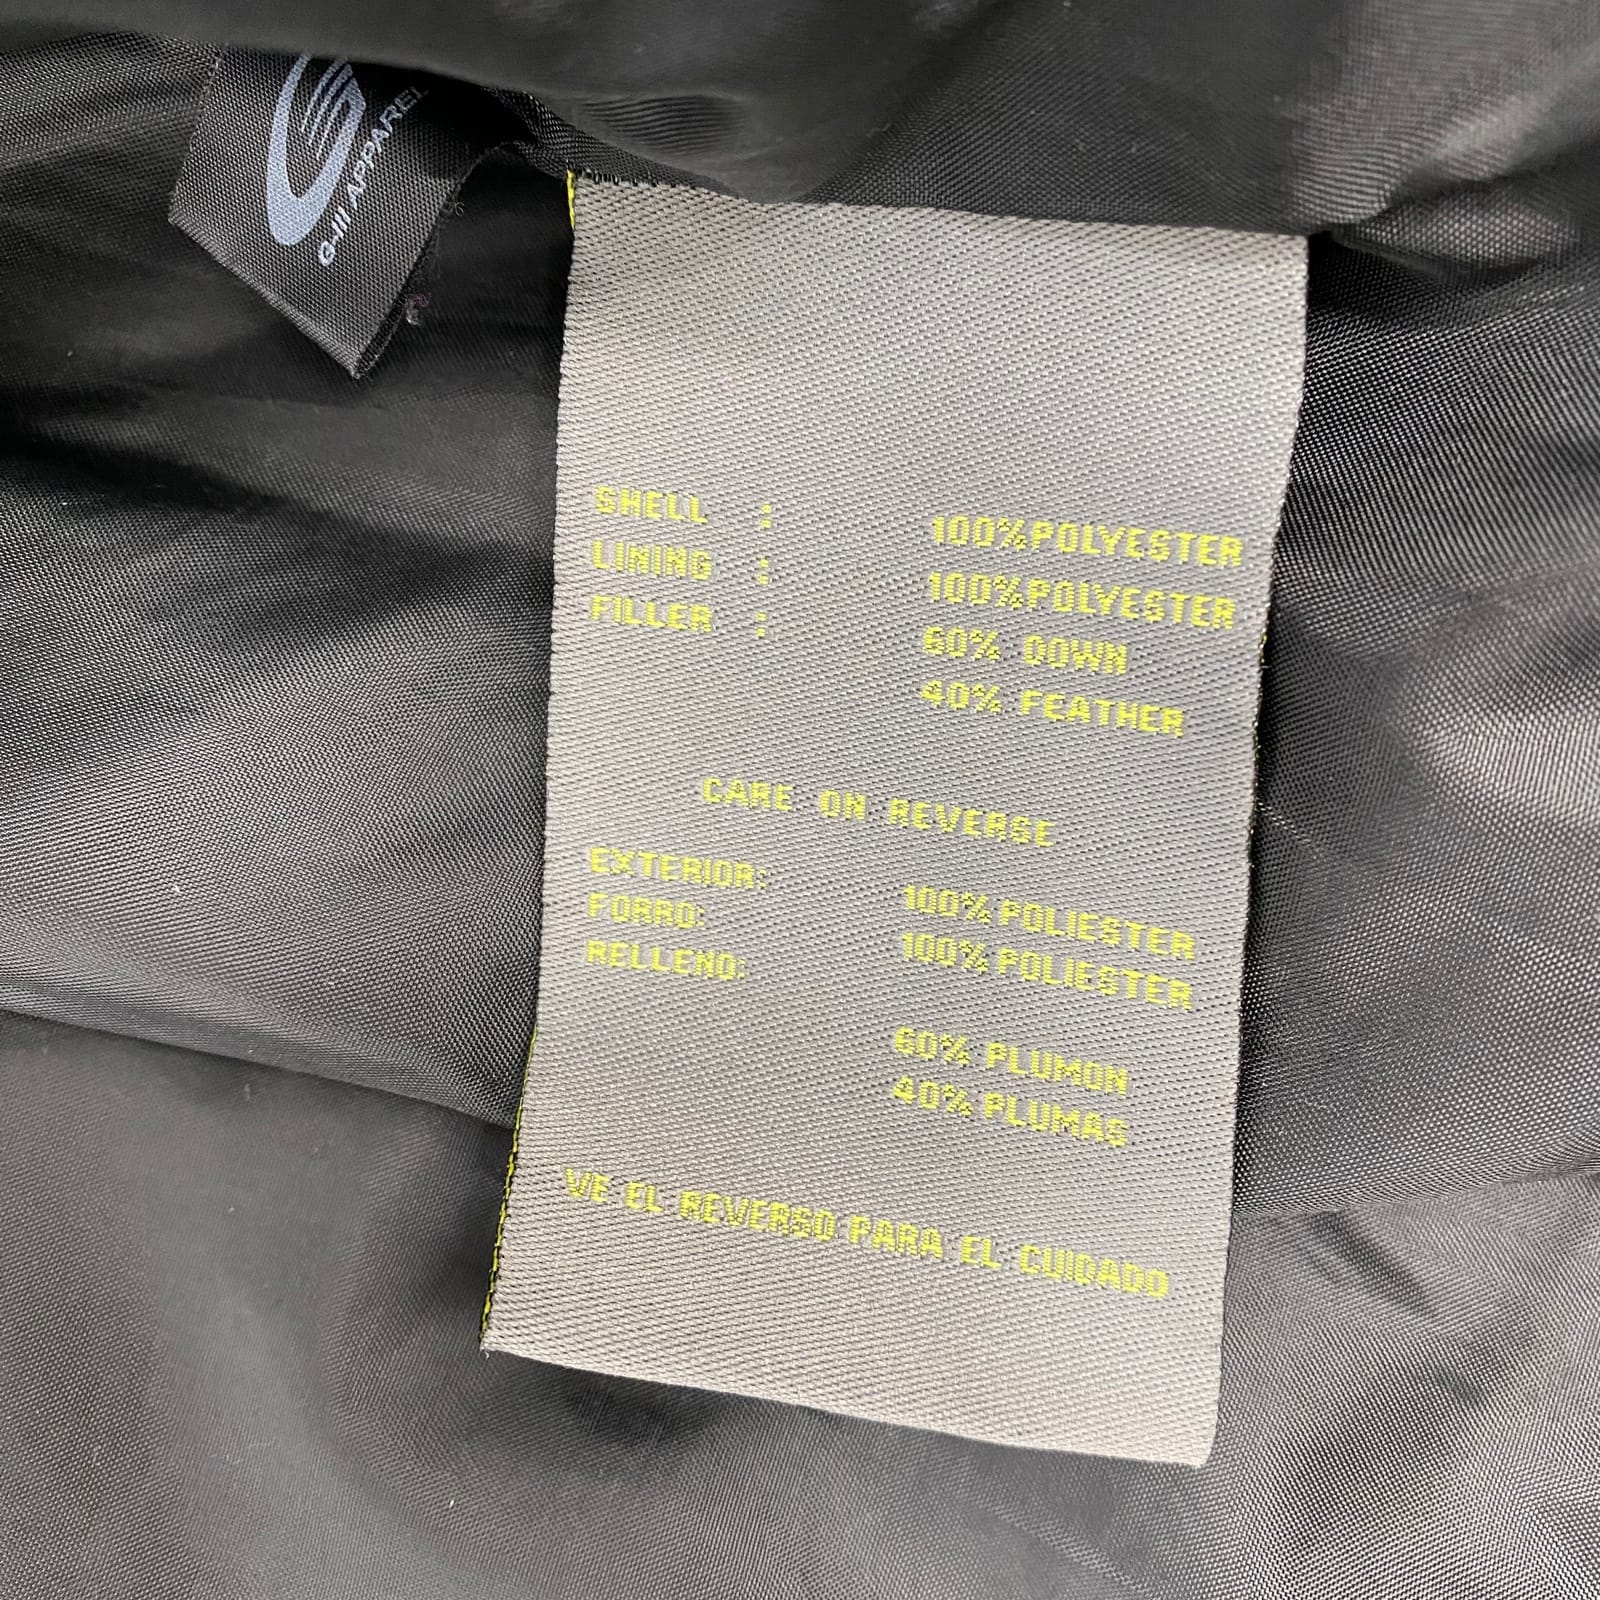 G-III APPAREL
SHELL : 100% POLYESTER
LINING : 100% POLYESTER
FILLER : 60% DOWN
40% FEATHER
CARE ON REVERSE
EXTERIOR: 100% POLIESTER
FORRO: 100% POLIESTER
RELLENO:
60% PLUMON
40% PLUMAS
VE EL REVERSO PARA EL CUIDADO